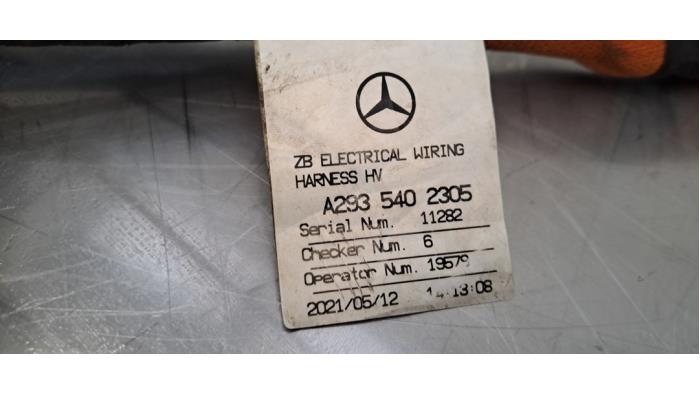 ZB ELECTRICAL WIRING
HARNESS HV
A293 540 2305
Serial Num. 11282
Checker Num. 6
Operator Num. 19579
2021/05/12 14:13:08